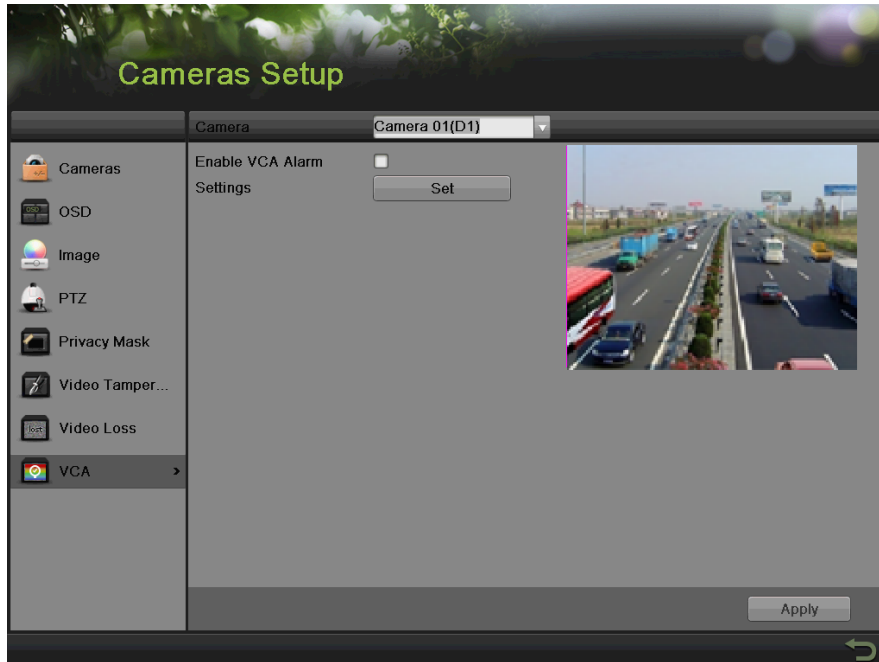 Cameras Setup
Camera Camera 01(D1)
Cameras
Enable VCA Alarm
Settings Set
OSD
Image
PTZ
Privacy Mask
Video Tamper...
Video Loss
VCA
Apply